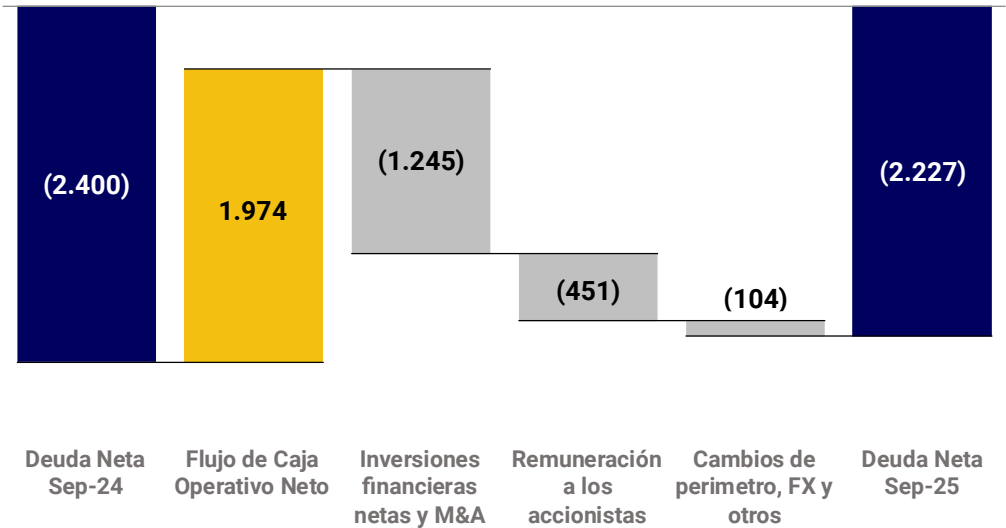 (2.400)
1.974
(1.245)
(451)
(104)
(2.227)
Deuda Neta
Sep-24
Flujo de Caja
Operativo Neto
Inversiones
financieras
netas y M&A
Remuneración
a los
accionistas
Cambios de
perimetro, FX y
otros
Deuda Neta
Sep-25